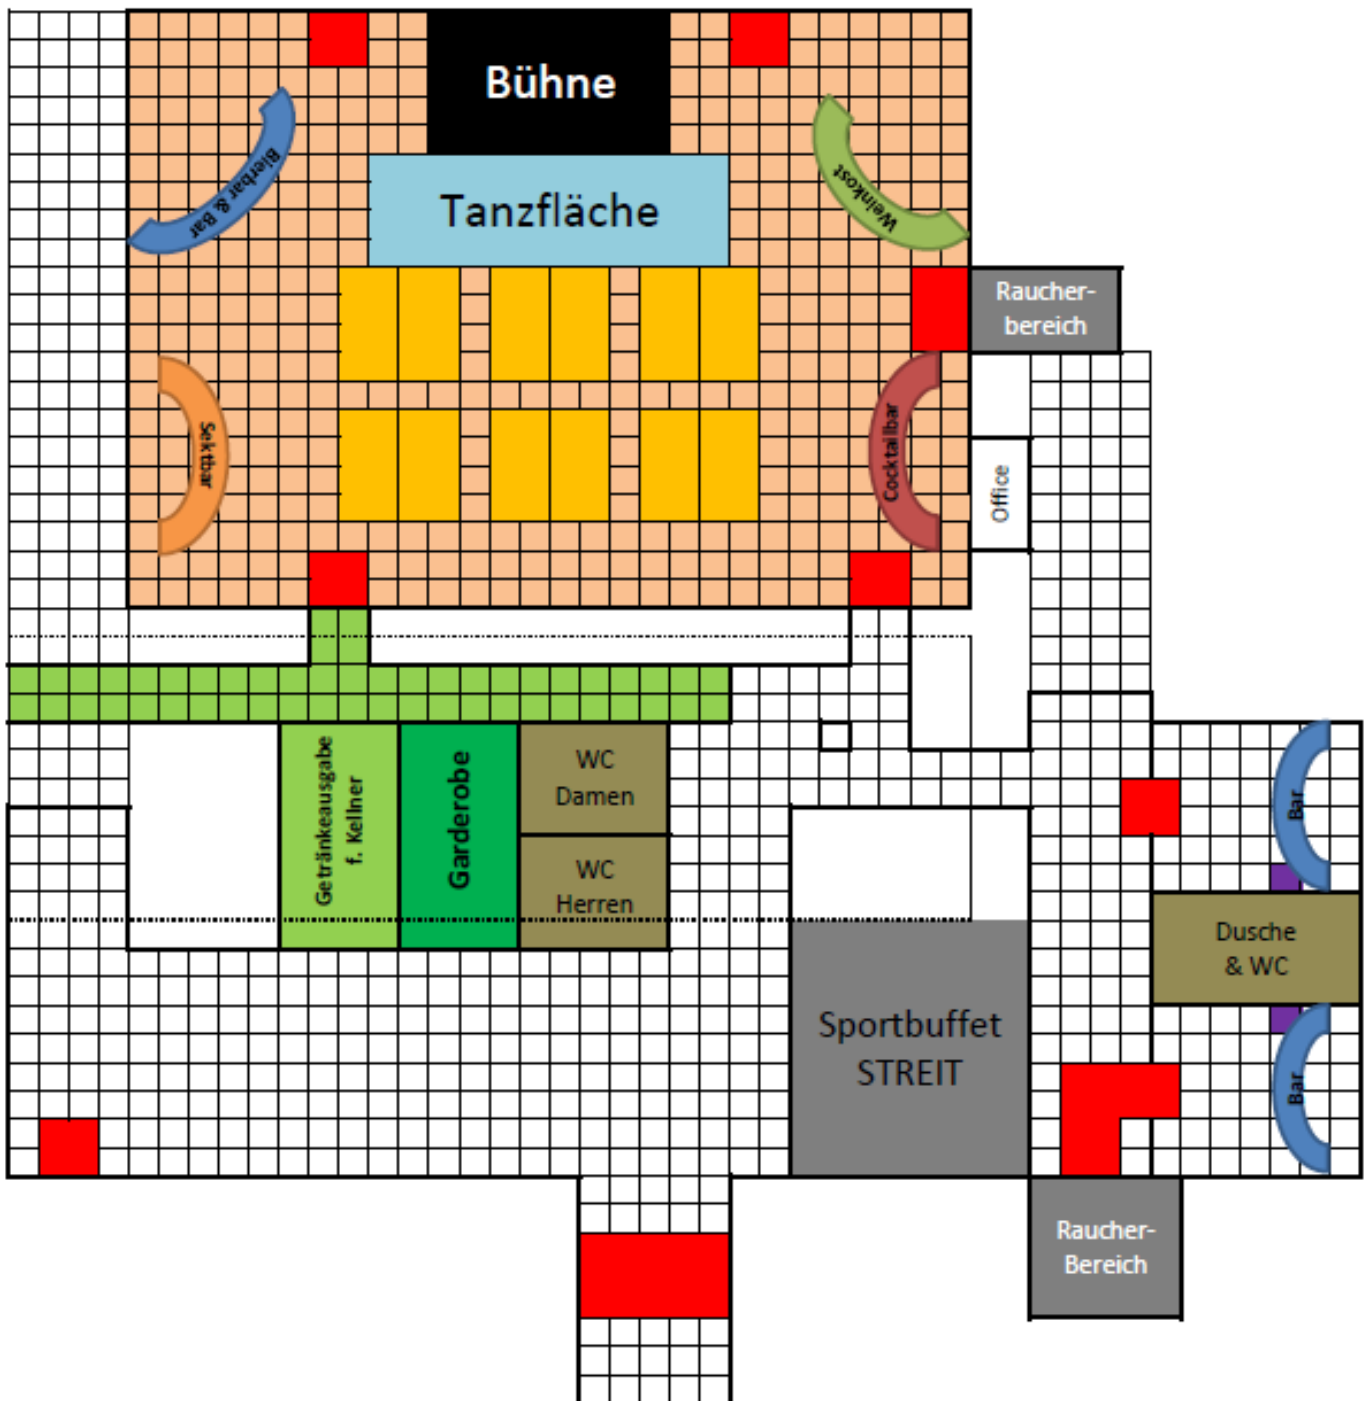 Bühne
Bierbar & Bar
Weinkost
Tanzfläche
Raucher-
bereich
Sektbar
Cocktailbar
Office
Getränkeausgabe
f. Kellner
Garderobe
WC
Damen
WC
Herren
Bar
Dusche
& WC
Sportbuffet
STREIT
Bar
Raucher-
Bereich